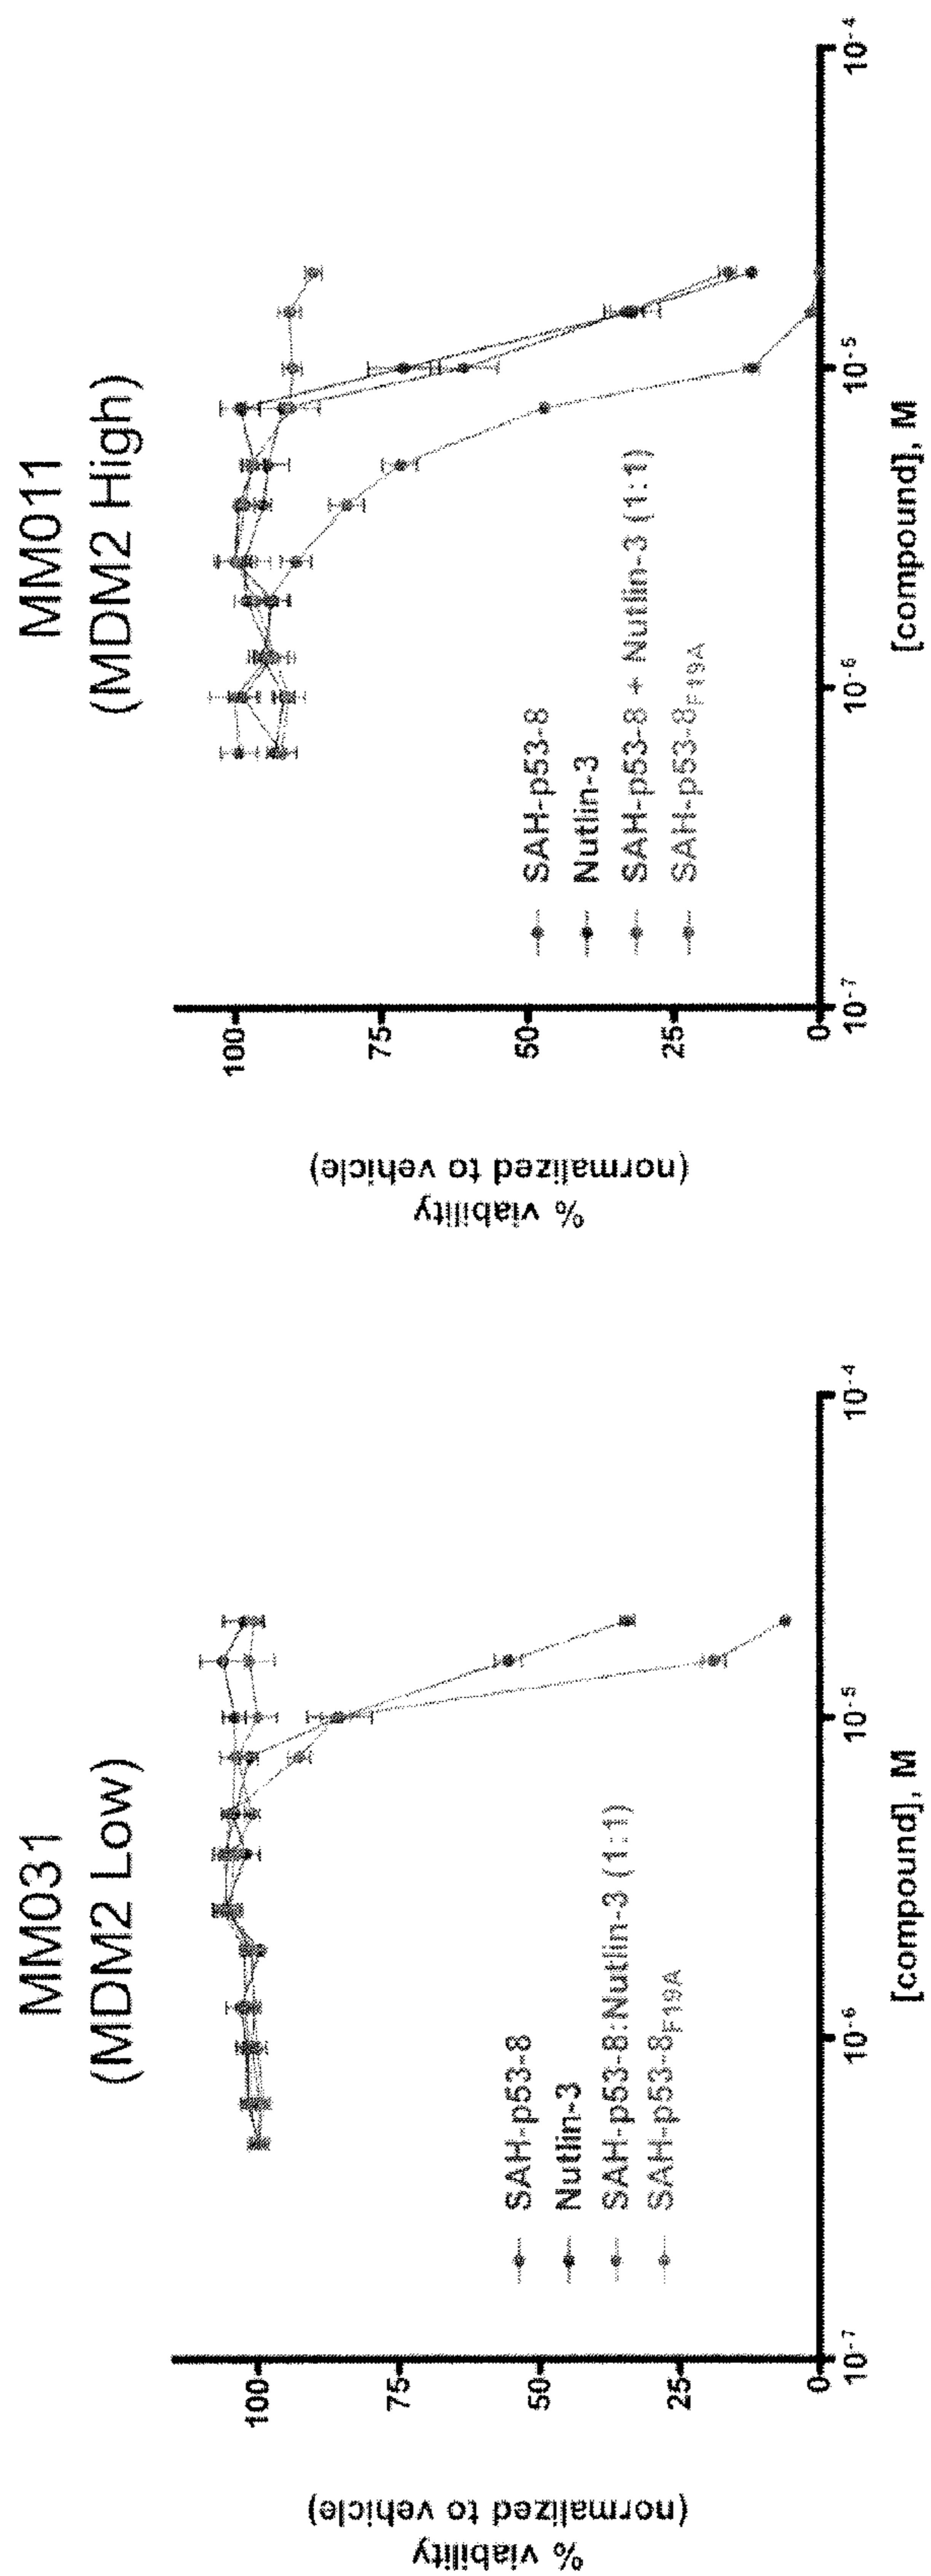 MM031
(MDM2 Low)
% viability
(normalized to vehicle)
100
75
50
25
0
SAH-p53-8
Nutlin-3
SAH-p53-8:Nutlin-3 (1:1)
SAH-p53-8F19A
10-7
10-6
10-5
10-4
[compound], M
MM011
(MDM2 High)
% viability
(normalized to vehicle)
100
75
50
25
0
SAH-p53-8
Nutlin-3
SAH-p53-8 + Nutlin-3 (1:1)
SAH-p53-8F19A
10-7
10-6
10-5
10-4
[compound], M